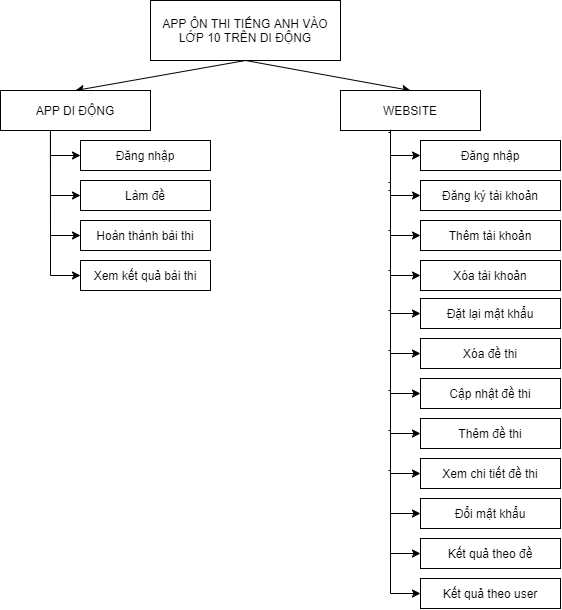 APP ÔN THI TIẾNG ANH VÀO
LỚP 10 TRÊN DI ĐỘNG
APP DI ĐỘNG
Đăng nhập
Làm đề
Hoàn thành bài thi
Xem kết quả bài thi
WEBSITE
Đăng nhập
Đăng ký tài khoản
Thêm tài khoản
Xóa tài khoản
Đặt lại mật khẩu
Xóa đề thi
Cập nhật đề thi
Thêm đề thi
Xem chi tiết đề thi
Đổi mật khẩu
Kết quả theo đề
Kết quả theo user